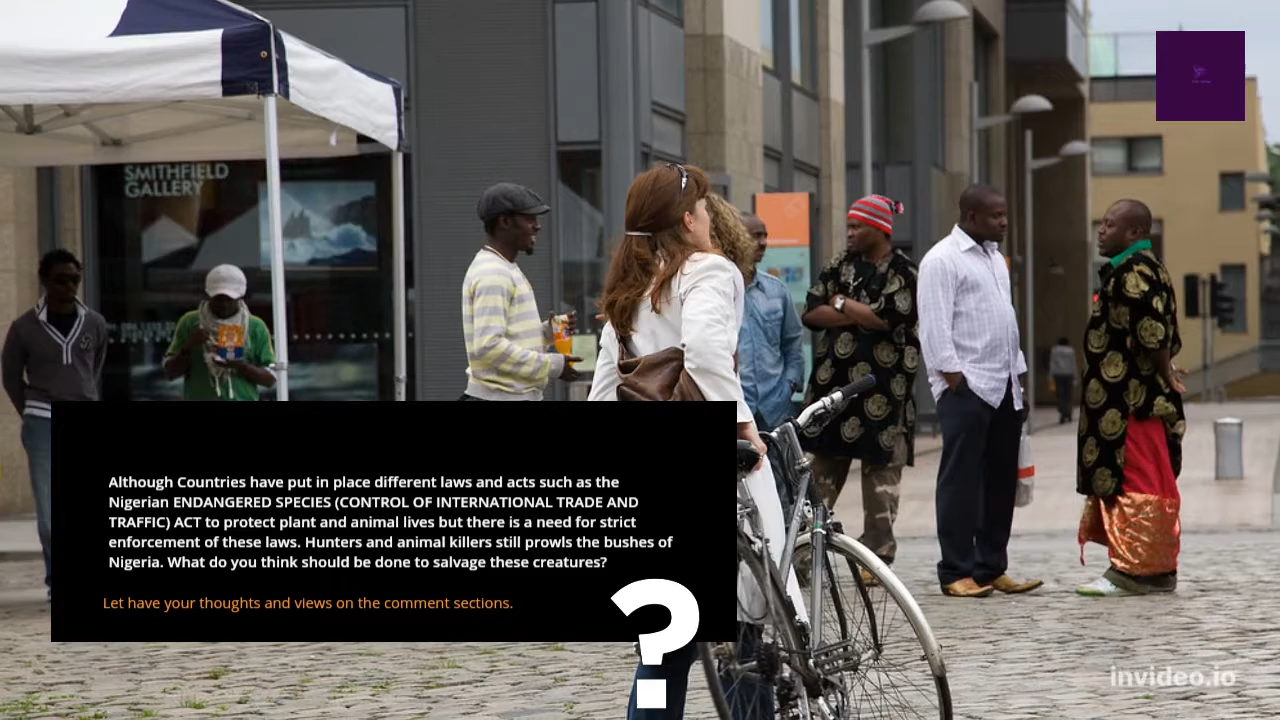 SMITHFIELD
GALLERY
Although Countries have put in place different laws and acts such as the
Nigerian ENDANGERED SPECIES (CONTROL OF INTERNATIONAL TRADE AND
TRAFFIC) ACT to protect plant and animal lives but there is a need for strict
enforcement of these laws. Hunters and animal killers still prowls the bushes of
Nigeria. What do you think should be done to salvage these creatures?
Let have your thoughts and views on the comment sections.
?
invideo.io